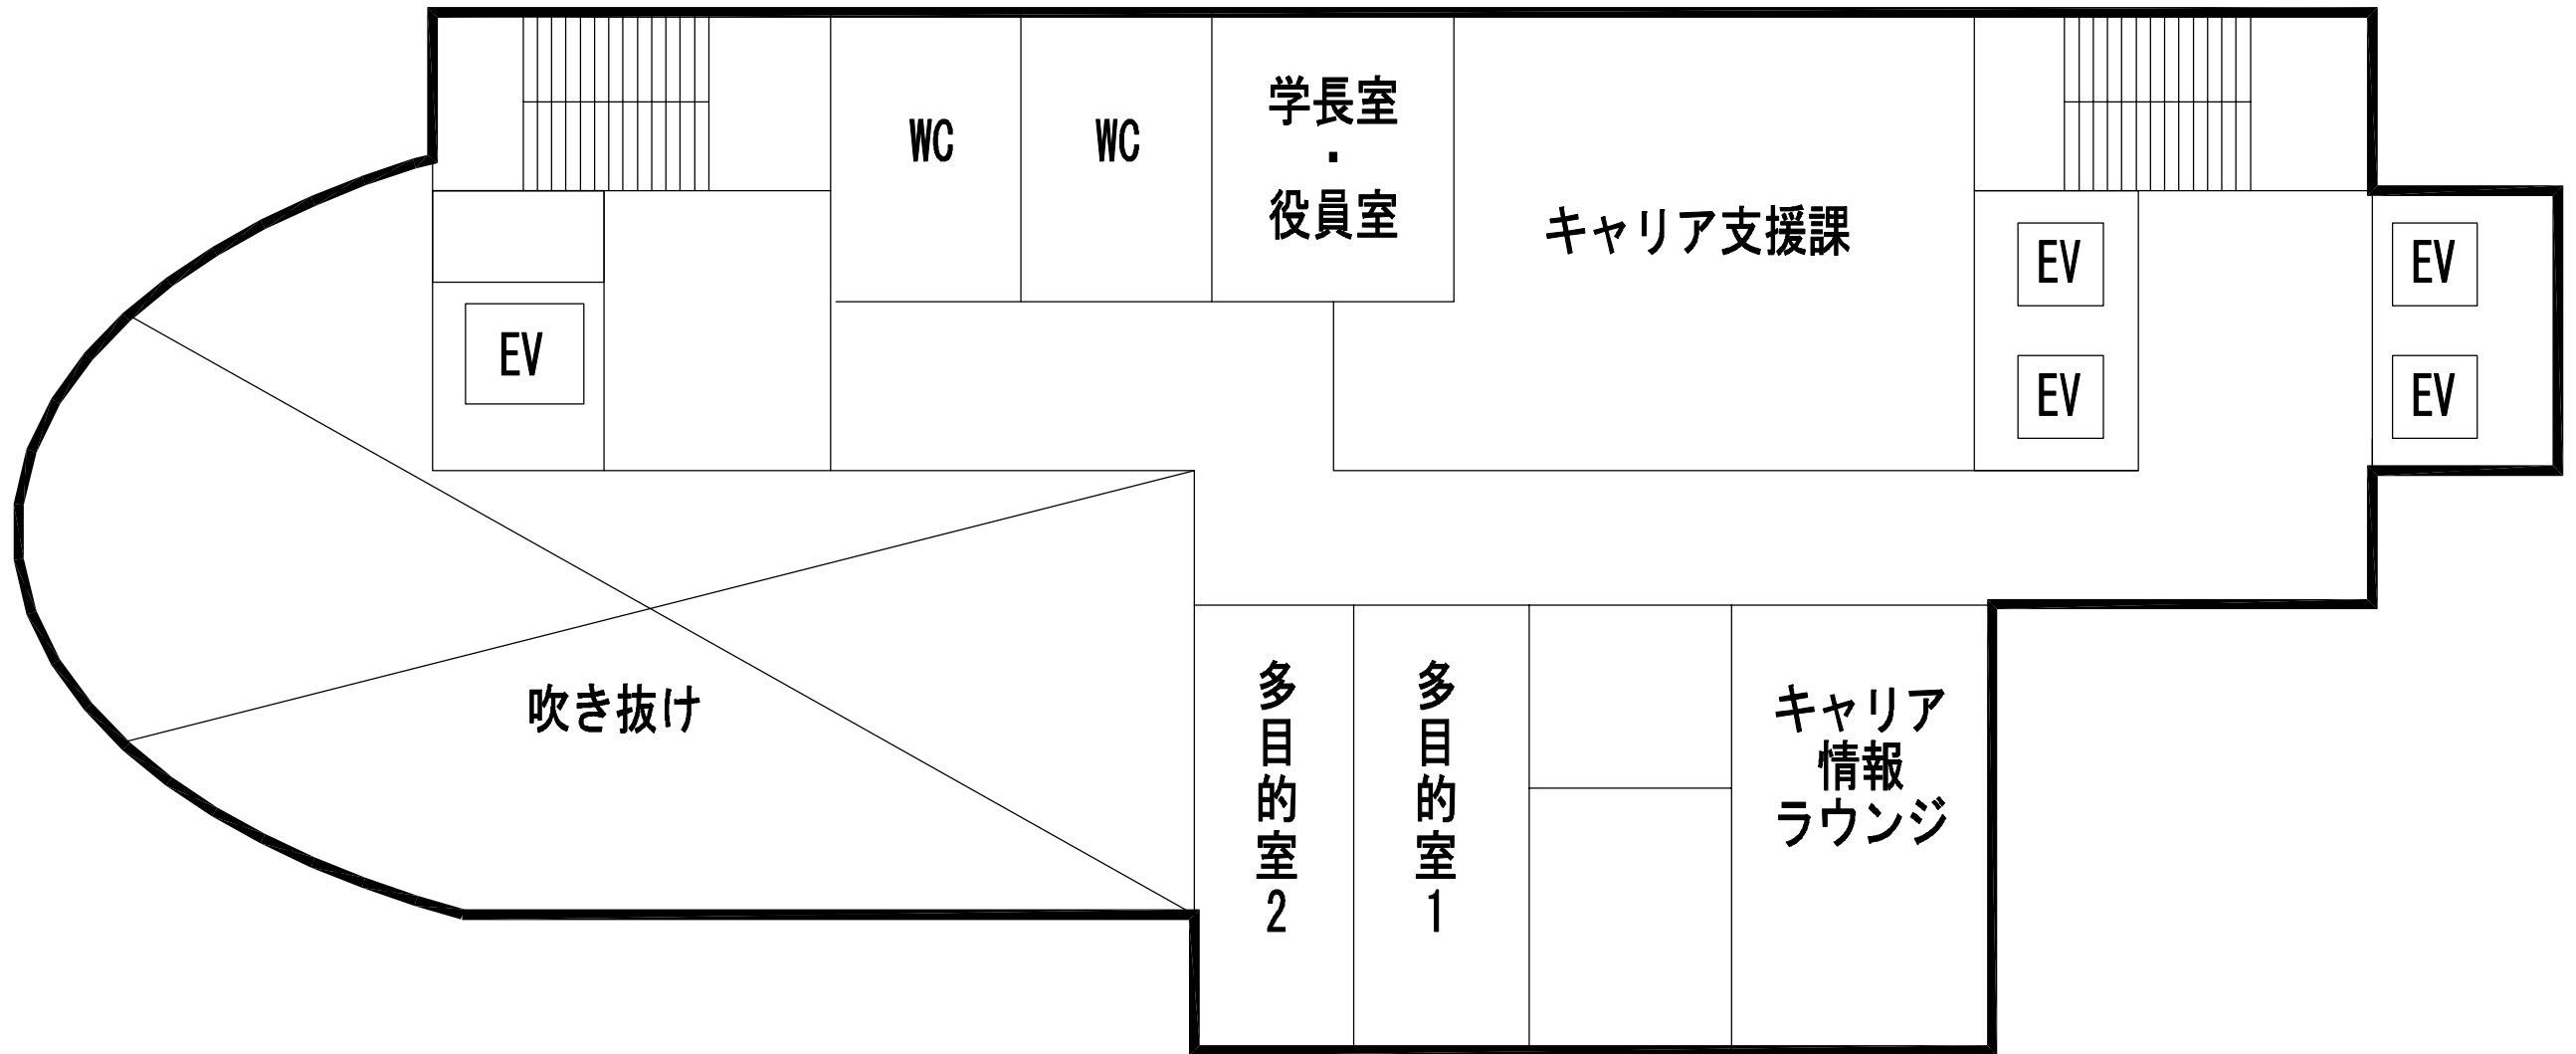 WC
WC
学長室
・
役員室
キャリア支援課
EV
EV
EV
EV
EV
吹き抜け
多目的室2
多目的室1
キャリア
情報
ラウンジ